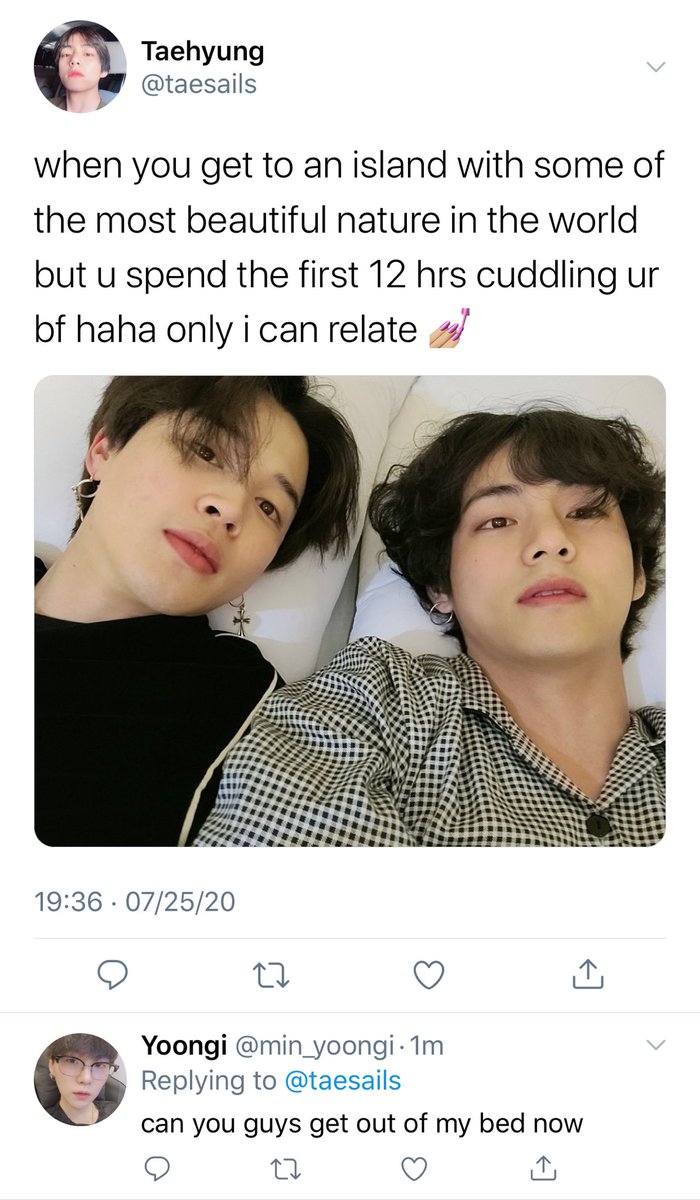 Taehyung
@taesails
when you get to an island with some of
the most beautiful nature in the world
but u spend the first 12 hrs cuddling ur
bf haha only i can relate 💅🏼
19:36 · 07/25/20
Yoongi @min_yoongi · 1m
Replying to @taesails
can you guys get out of my bed now